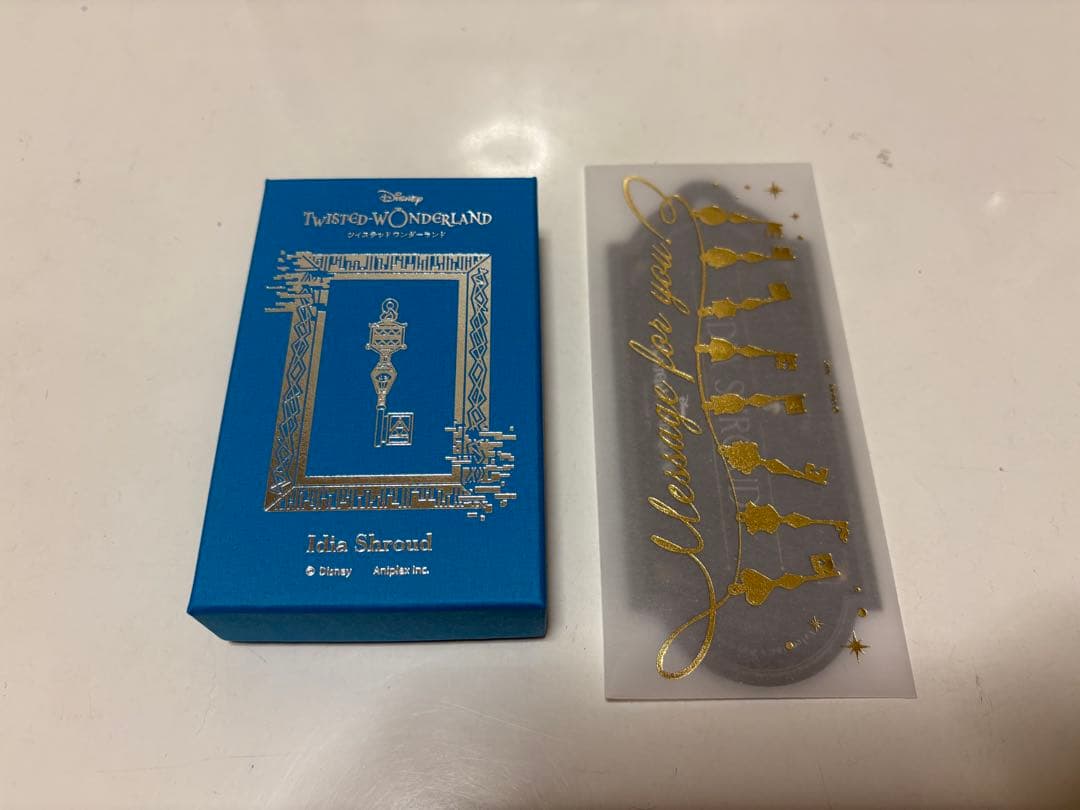 Disney
TWISTED-WONDERLAND
ツイステッドワンダーランド
Idia Shroud
© Disney Aniplex Inc.
Message for you